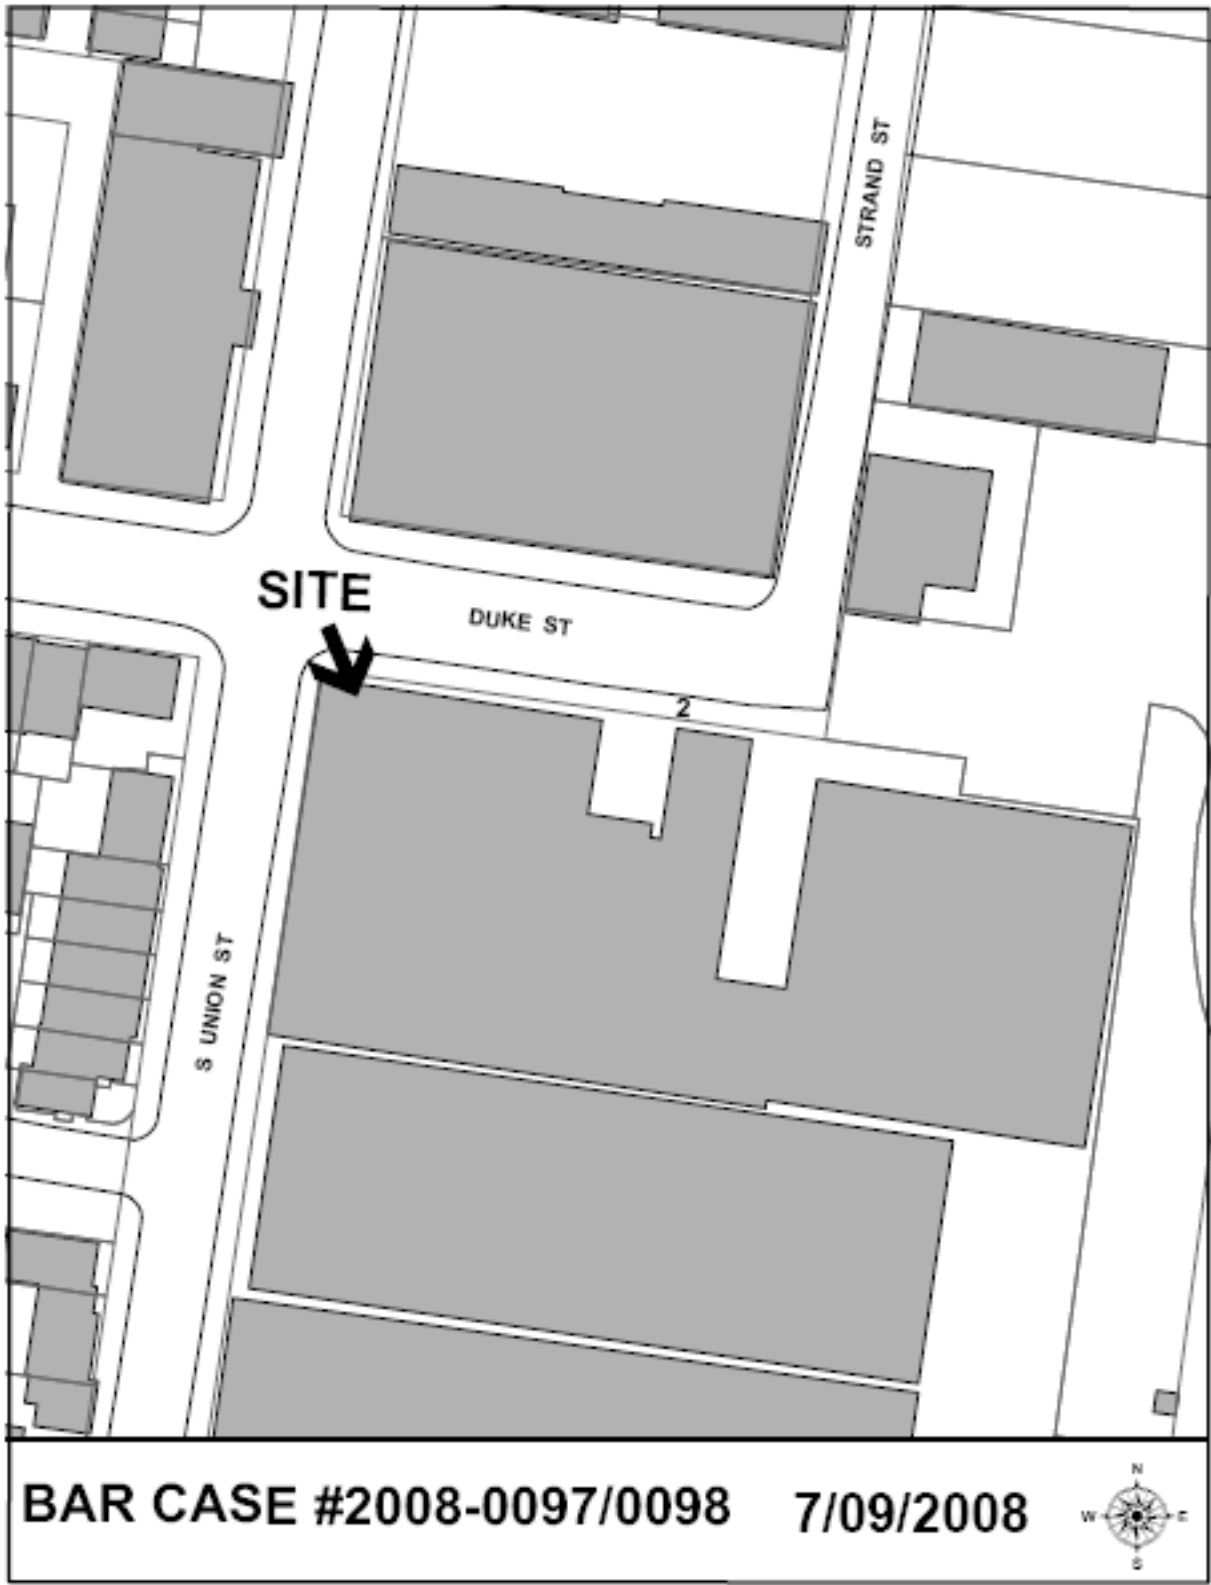 STRAND ST
SITE
DUKE ST
2
S UNION ST
BAR CASE #2008-0097/0098 7/09/2008
N
W E
S